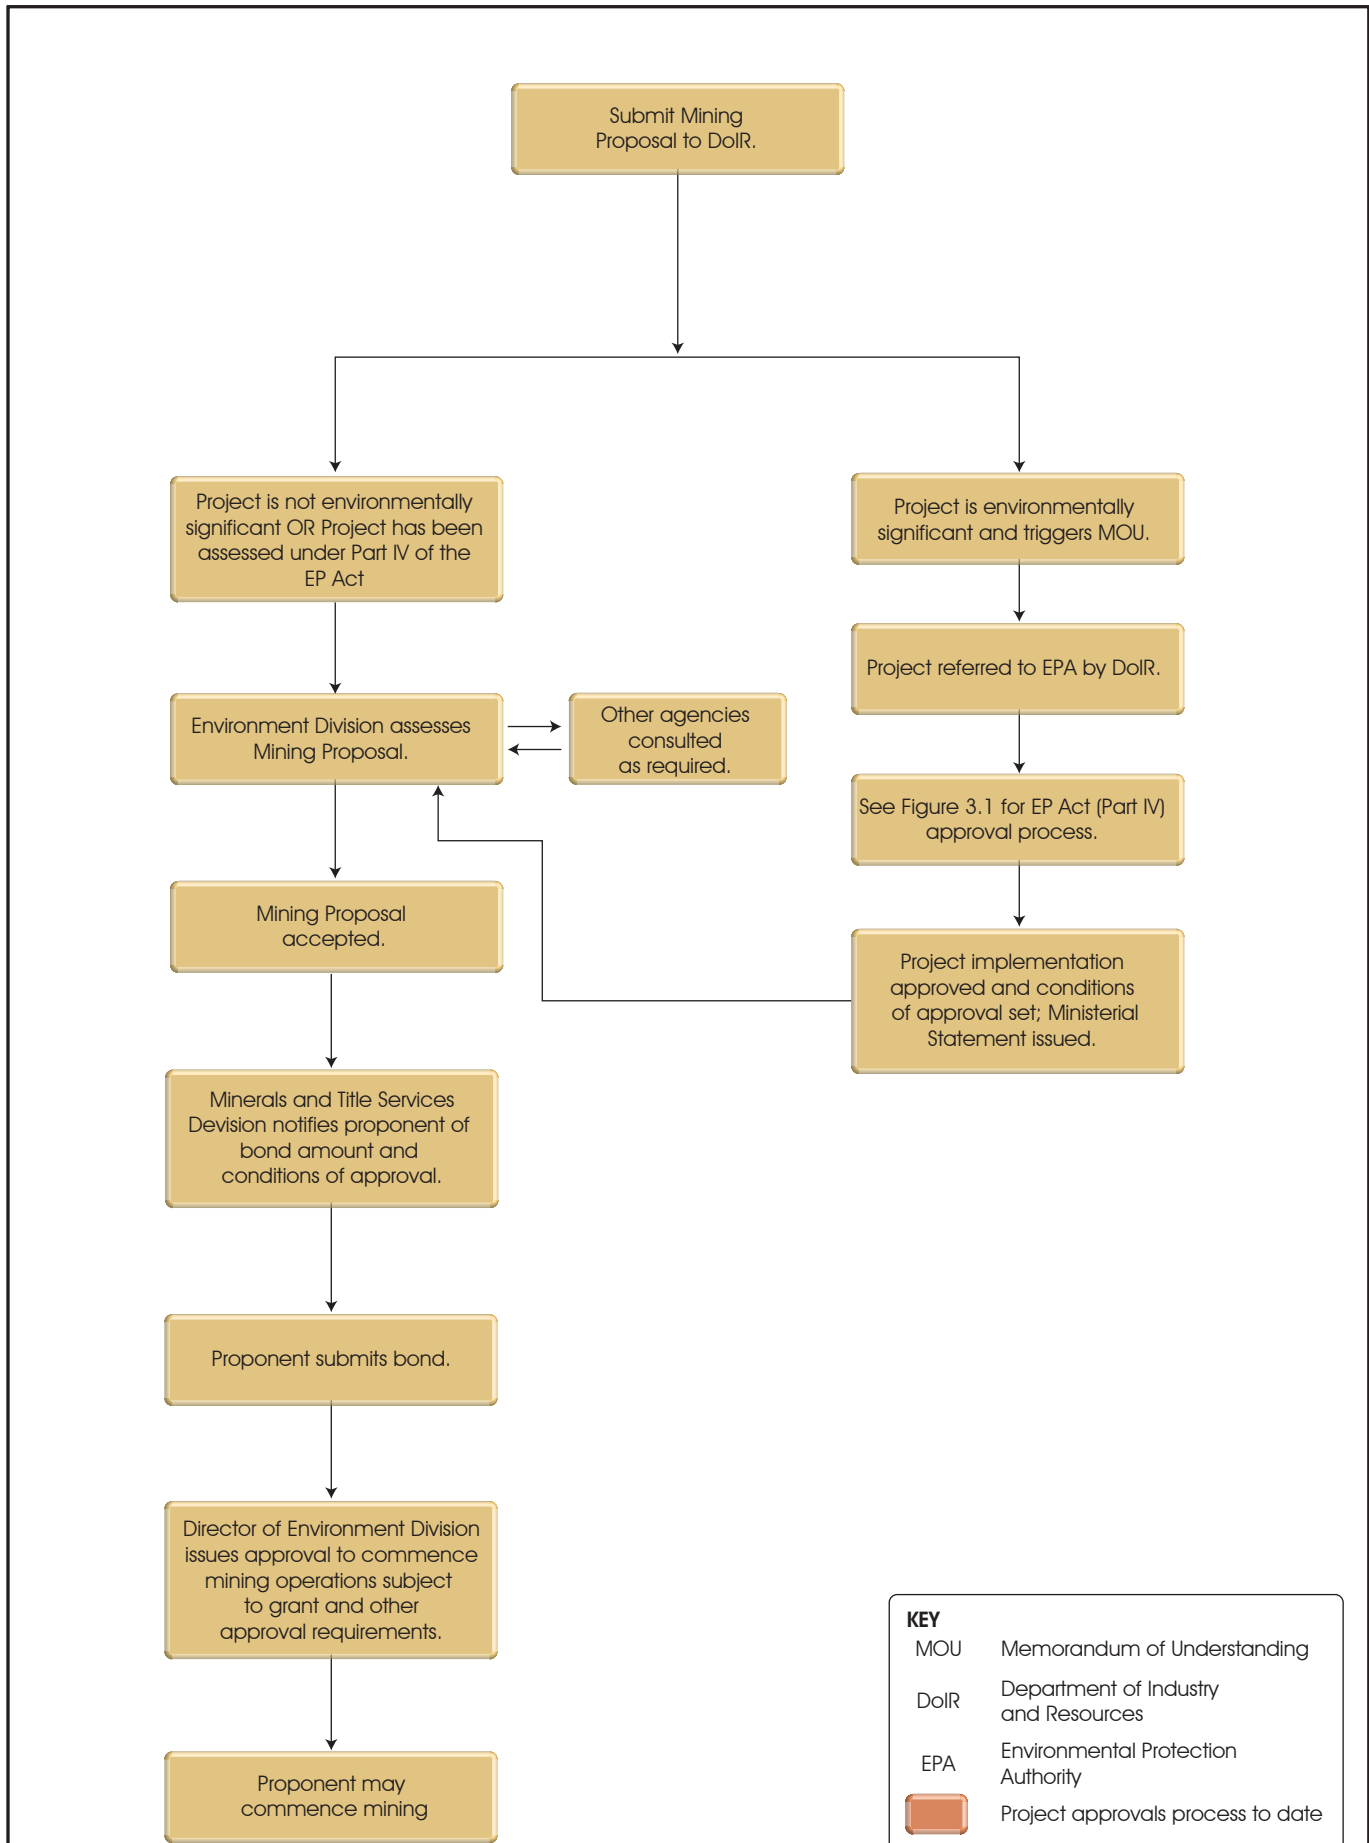 Submit Mining
Proposal to DoIR.
Project is not environmentally
significant OR Project has been
assessed under Part IV of the
EP Act
Project is environmentally
significant and triggers MOU.
Project referred to EPA by DoIR.
Environment Division assesses
Mining Proposal.
Other agencies
consulted
as required.
See Figure 3.1 for EP Act (Part IV)
approval process.
Mining Proposal
accepted.
Project implementation
approved and conditions
of approval set; Ministerial
Statement issued.
Minerals and Title Services
Devision notifies proponent of
bond amount and
conditions of approval.
Proponent submits bond.
Director of Environment Division
issues approval to commence
mining operations subject
to grant and other
approval requirements.
Proponent may
commence mining
KEY
MOU Memorandum of Understanding
DoIR Department of Industry
and Resources
EPA Environmental Protection
Authority
Project approvals process to date